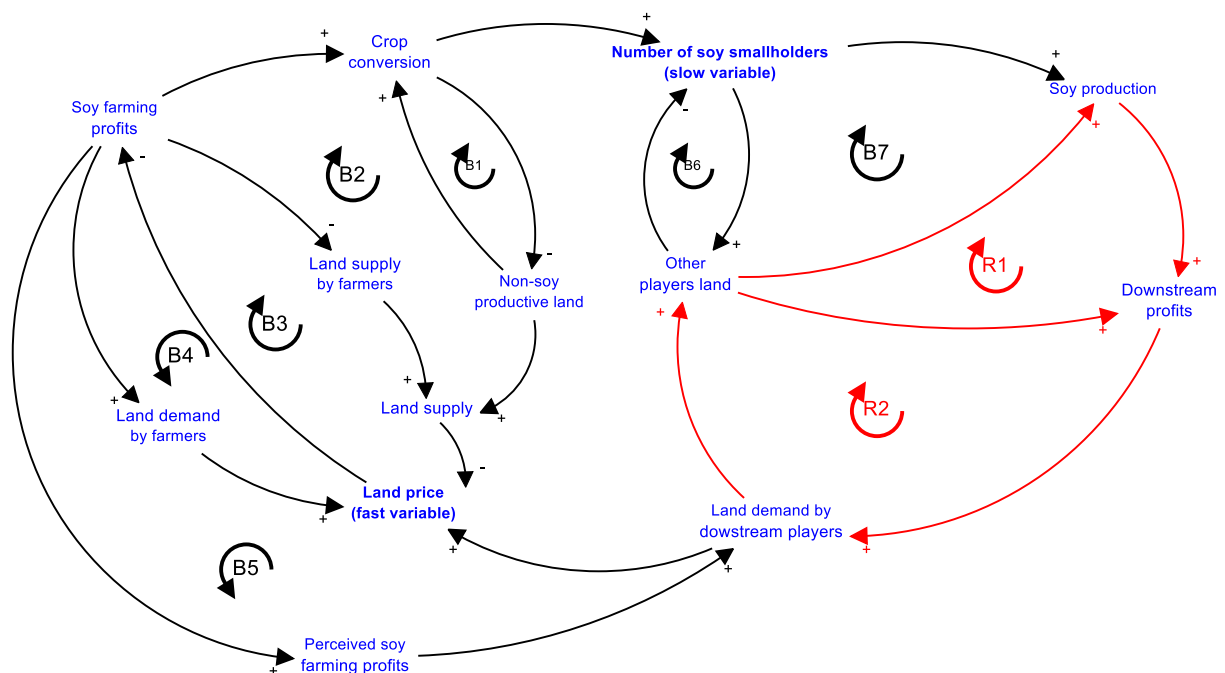 Crop
conversion
Number of soy smallholders
(slow variable)
Soy production
Soy farming
profits
B2
B1
B6
B7
Land supply
by farmers
Non-soy
productive land
Other
players land
R1
Downstream
profits
B3
B4
Land demand
by farmers
Land supply
R2
Land price
(fast variable)
Land demand by
dowstream players
B5
Perceived soy
farming profits
+
+
+
+
-
-
-
+
-
+
+
+
+
+
+
+
-
+
+
+
+
+
+